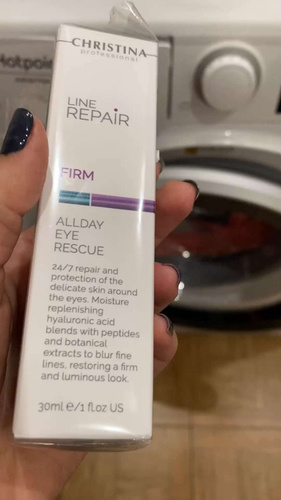 CHRISTINA
professional
LINE
REPAIR
FIRM
ALLDAY
EYE
RESCUE
24/7 repair and
protection of the
delicate skin around
the eyes. Moisture
replenishing
hyaluronic acid
blends with peptides
and botanical
extracts to blur fine
lines, restoring a firm
and luminous look.
30ml e/1 fl.oz US
Hotpoint
ARISTON